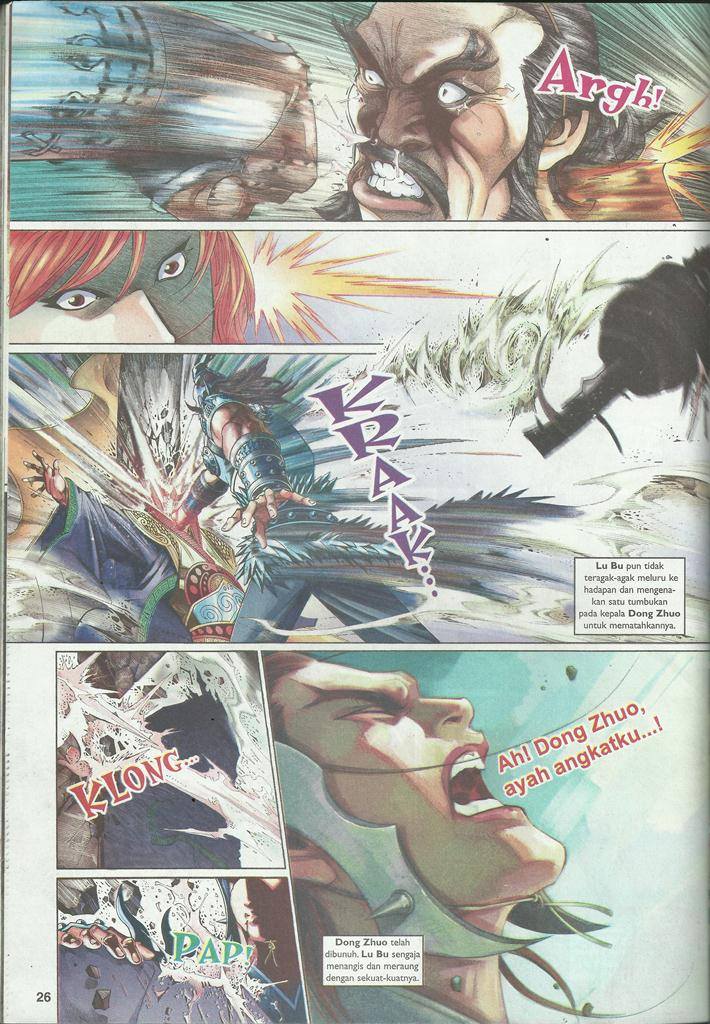 Argh!
KRAAK...
Lu Bu pun tidak
teragak-agak meluru ke
hadapan dan mengena-
kan satu tumbukan
pada kepala Dong Zhuo
untuk mematahkannya.
KLONG...
Ah! Dong Zhuo,
ayah angkatku...!
PAP!
Dong Zhuo telah
dibunuh. Lu Bu sengaja
menangis dan meraung
dengan sekuat-kuatnya.
26